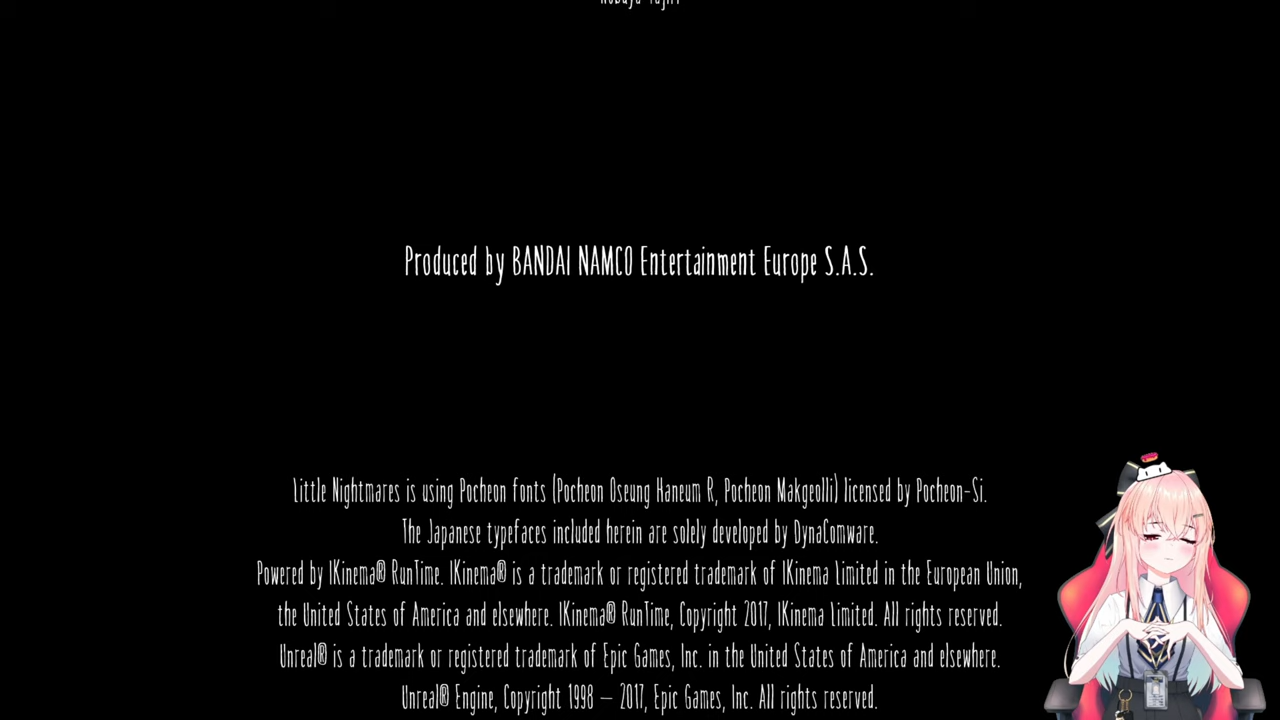 Produced by BANDAI NAMCO Entertainment Europe S.A.S.
Little Nightmares is using Pocheon fonts (Pocheon Oseung Haneum R, Pocheon Makgeolli) licensed by Pocheon-Si.
The Japanese typefaces included herein are solely developed by DynaComware.
Powered by IKinema® RunTime. IKinema® is a trademark or registered trademark of IKinema Limited in the European Union,
the United States of America and elsewhere. IKinema® RunTime, Copyright 2017, IKinema Limited. All rights reserved.
Unreal® is a trademark or registered trademark of Epic Games, Inc. in the United States of America and elsewhere.
Unreal® Engine, Copyright 1998 – 2017, Epic Games, Inc. All rights reserved.